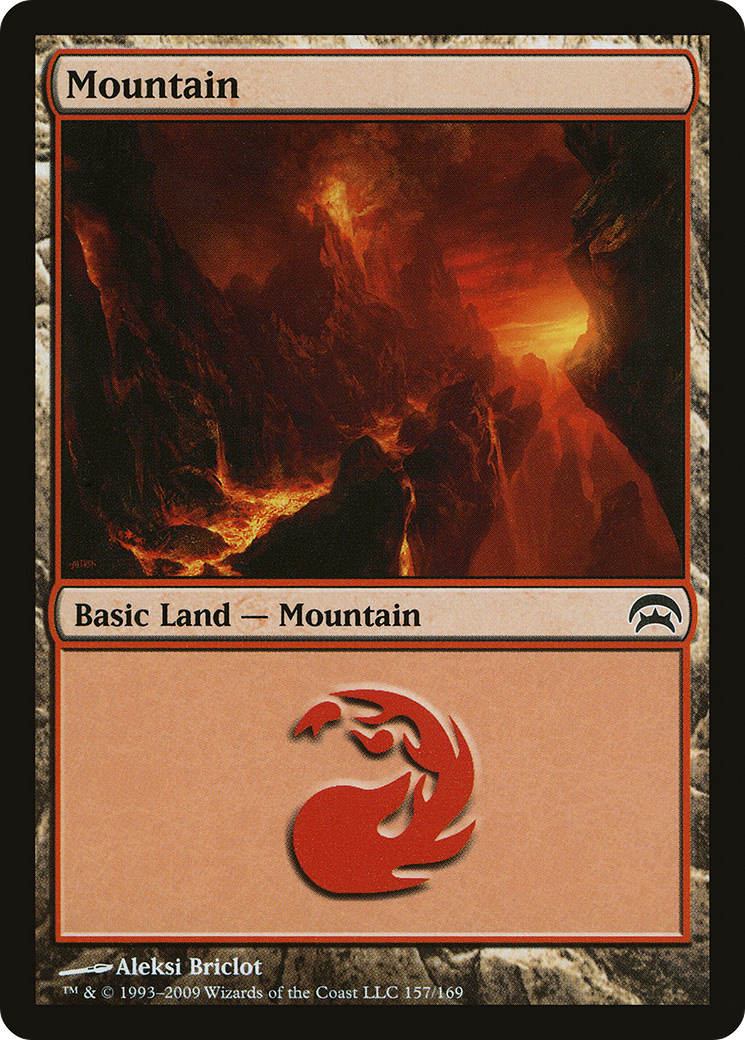 Mountain
Basic Land — Mountain
Aleksi Briclot
™ & © 1993–2009 Wizards of the Coast LLC 157/169